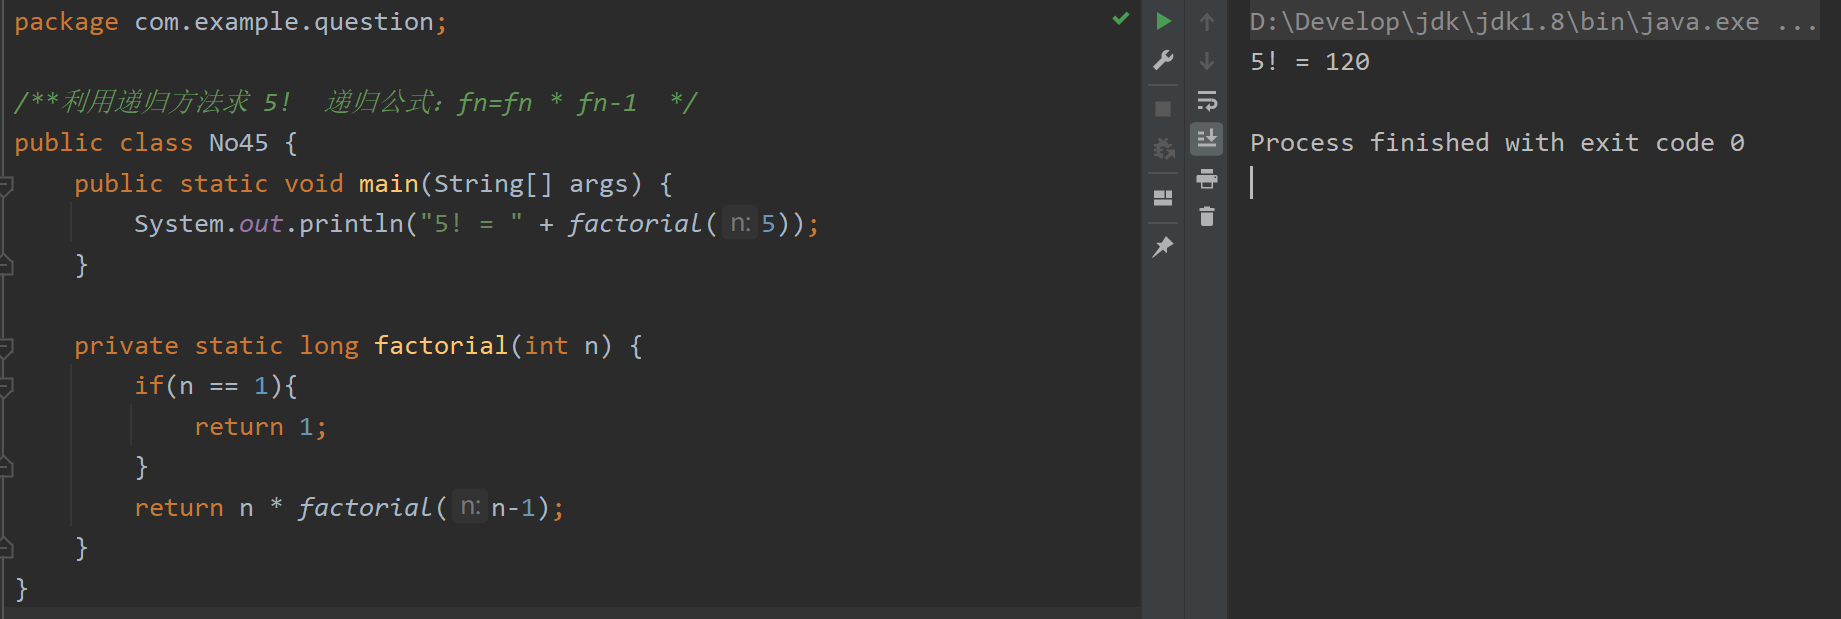 package com.example.question;
/**利用递归方法求 5!  递归公式：fn=fn * fn-1  */
public class No45 {
public static void main(String[] args) {
System.out.println("5! = " + factorial( n: 5));
}
private static long factorial(int n) {
if(n == 1){
return 1;
}
return n * factorial( n: n-1);
}
}
D:\Develop\jdk\jdk1.8\bin\java.exe ...
5! = 120
Process finished with exit code 0